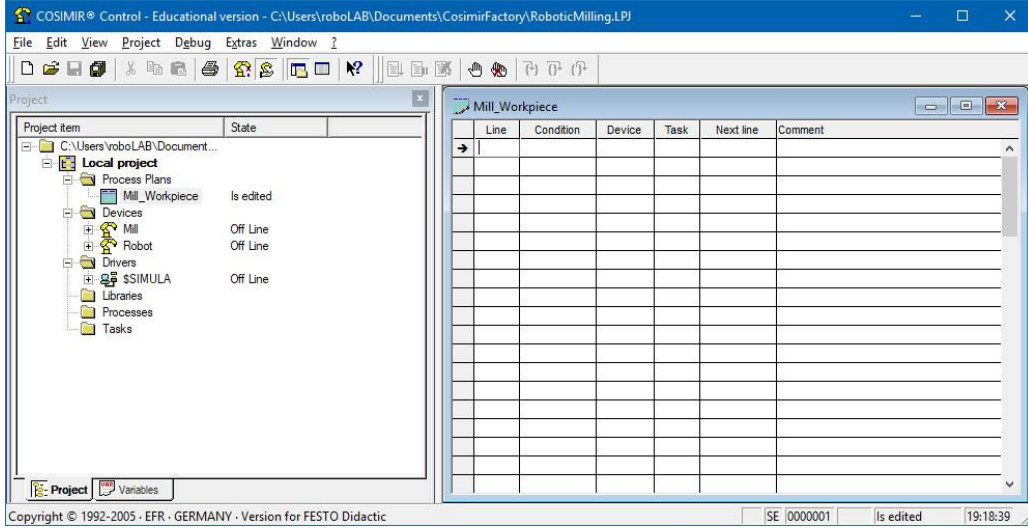 COSIMIR® Control - Educational version - C:\Users\roboLAB\Documents\CosimirFactory\RoboticMilling.LPJ
File Edit View Project Debug Extras Window ?
Project
Project item State
C:\Users\roboLAB\Document...
Local project
Process Plans
Mill_Workpiece Is edited
Devices
Mill Off Line
Robot Off Line
Drivers
$SIMULA Off Line
Libraries
Processes
Tasks
Project Variables
Mill_Workpiece
Line Condition Device Task Next line Comment
Copyright © 1992-2005 - EFR - GERMANY - Version for FESTO Didactic
SE 0000001 Is edited 19:18:39